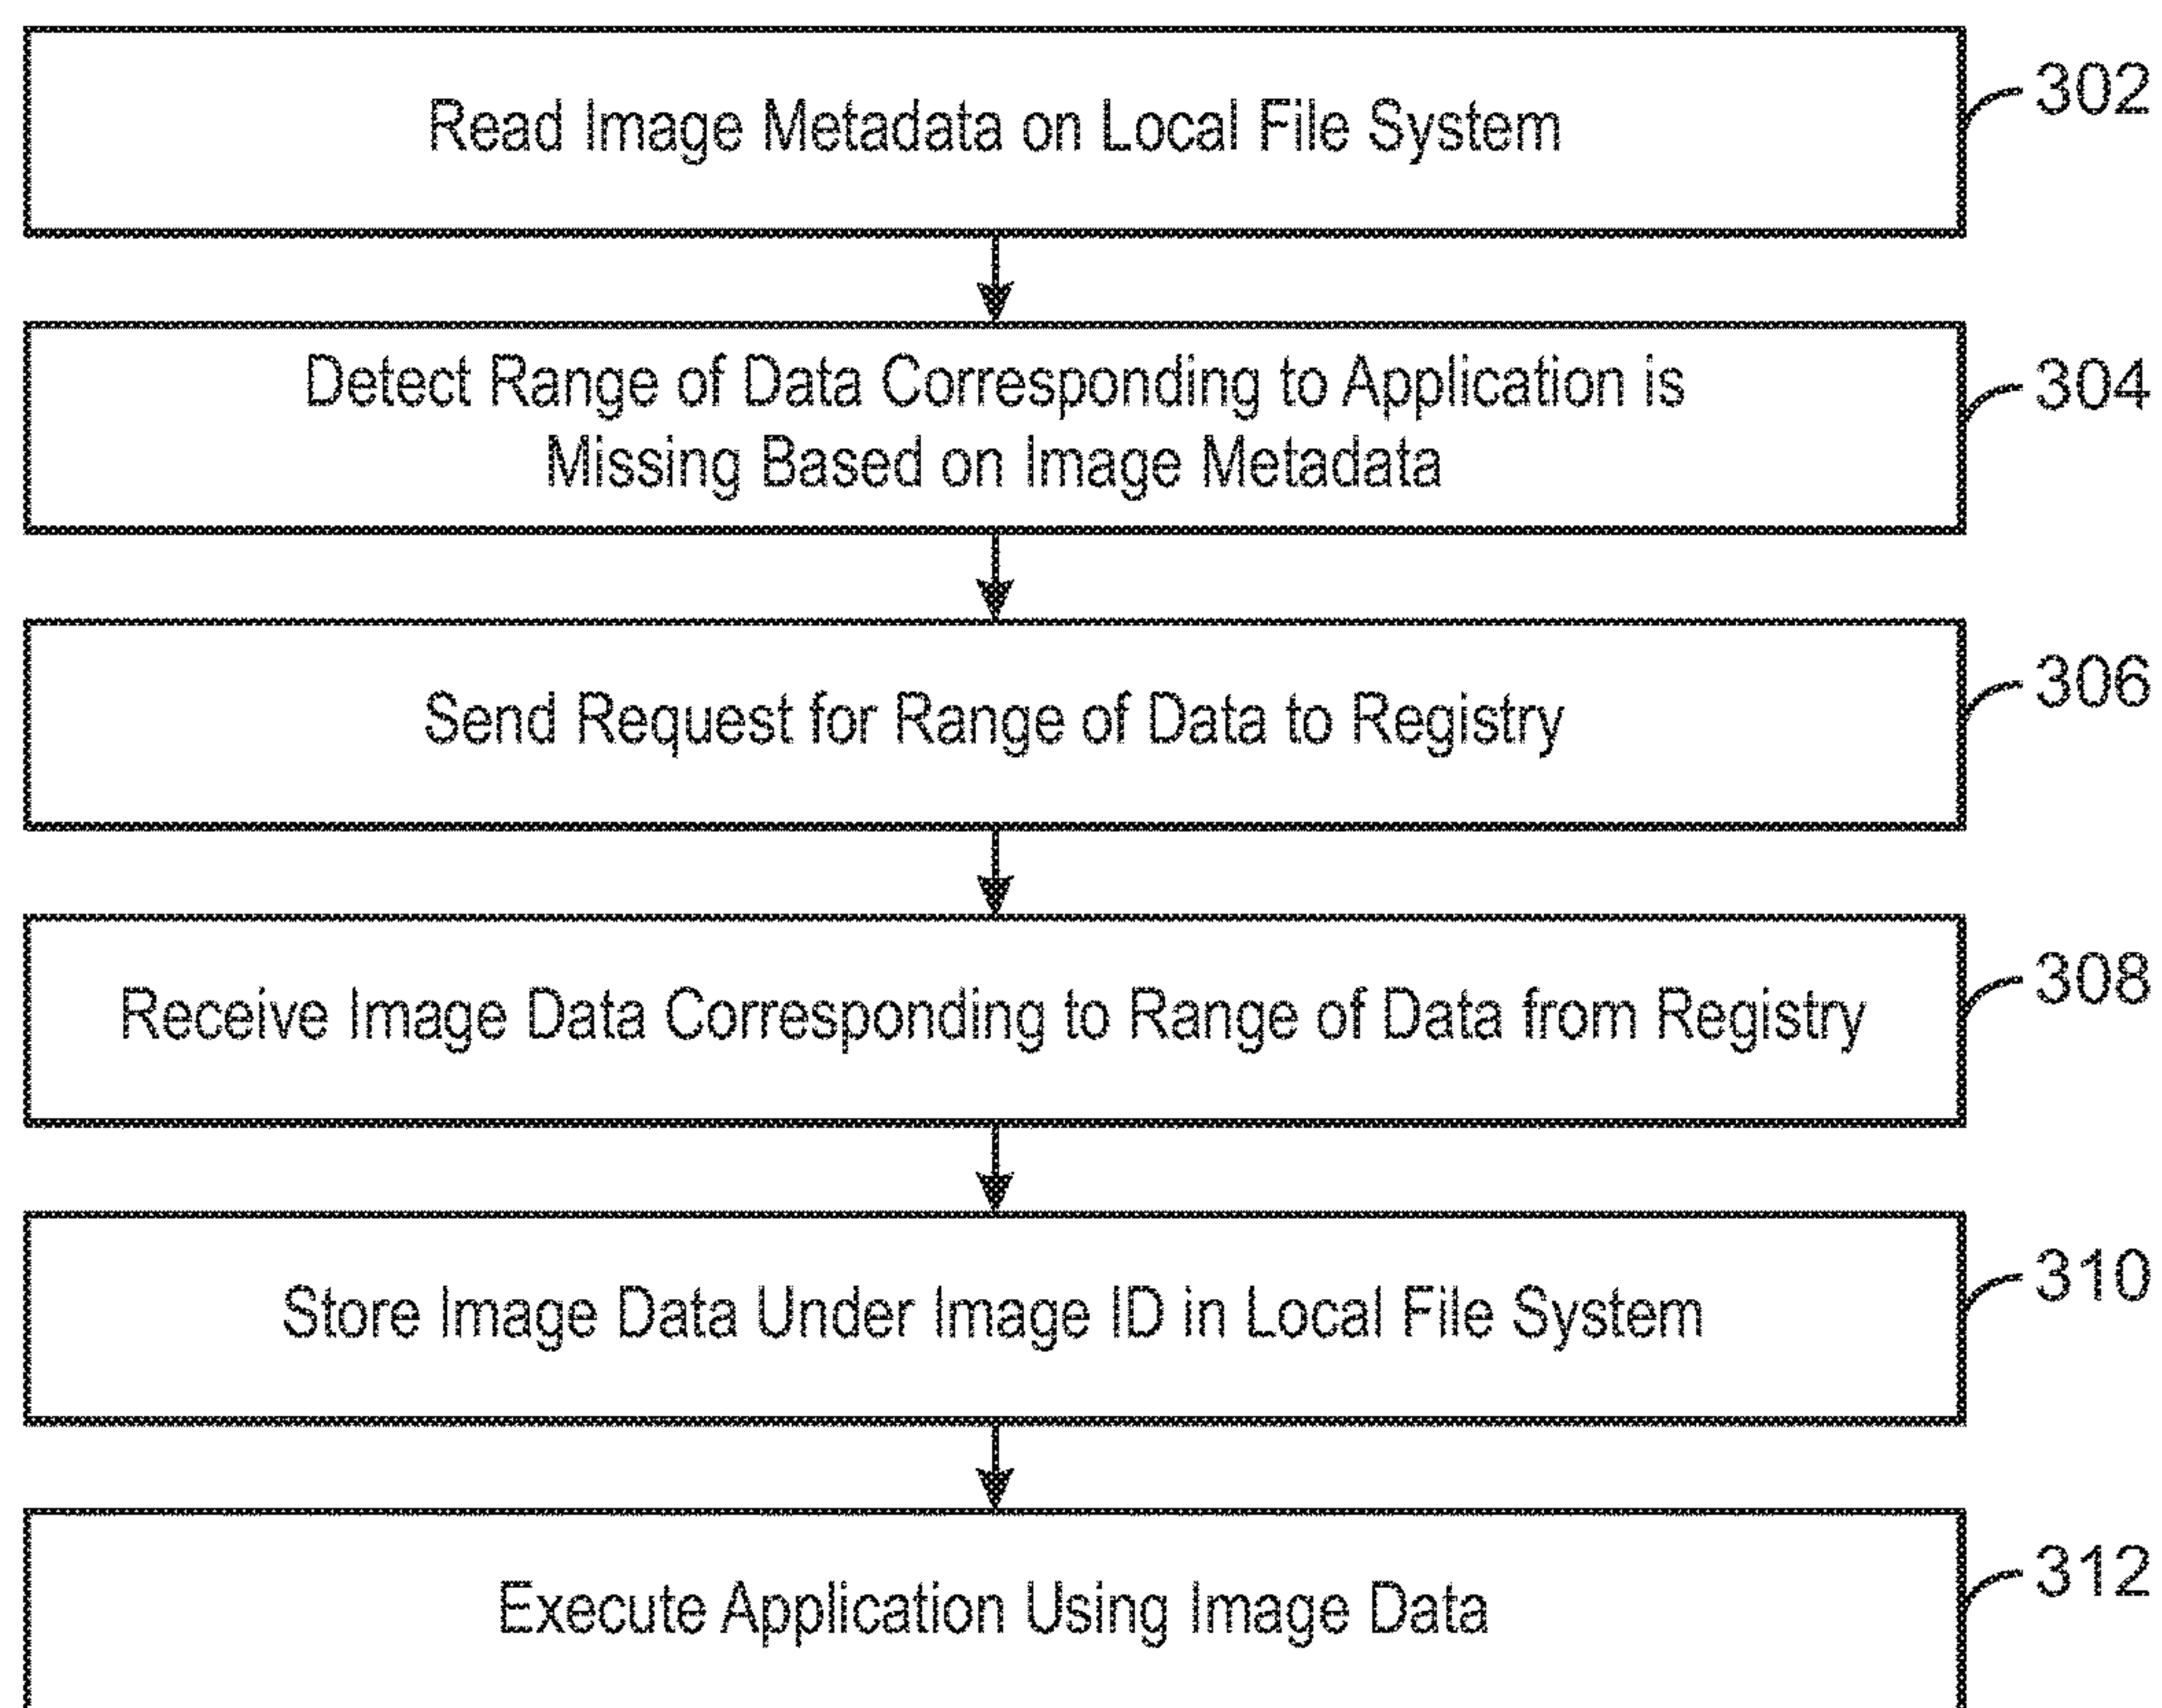 Read Image Metadata on Local File System
302
Detect Range of Data Corresponding to Application is
Missing Based on Image Metadata
304
Send Request for Range of Data to Registry
306
Receive Image Data Corresponding to Range of Data from Registry
308
Store Image Data Under Image ID in Local File System
310
Execute Application Using Image Data
312